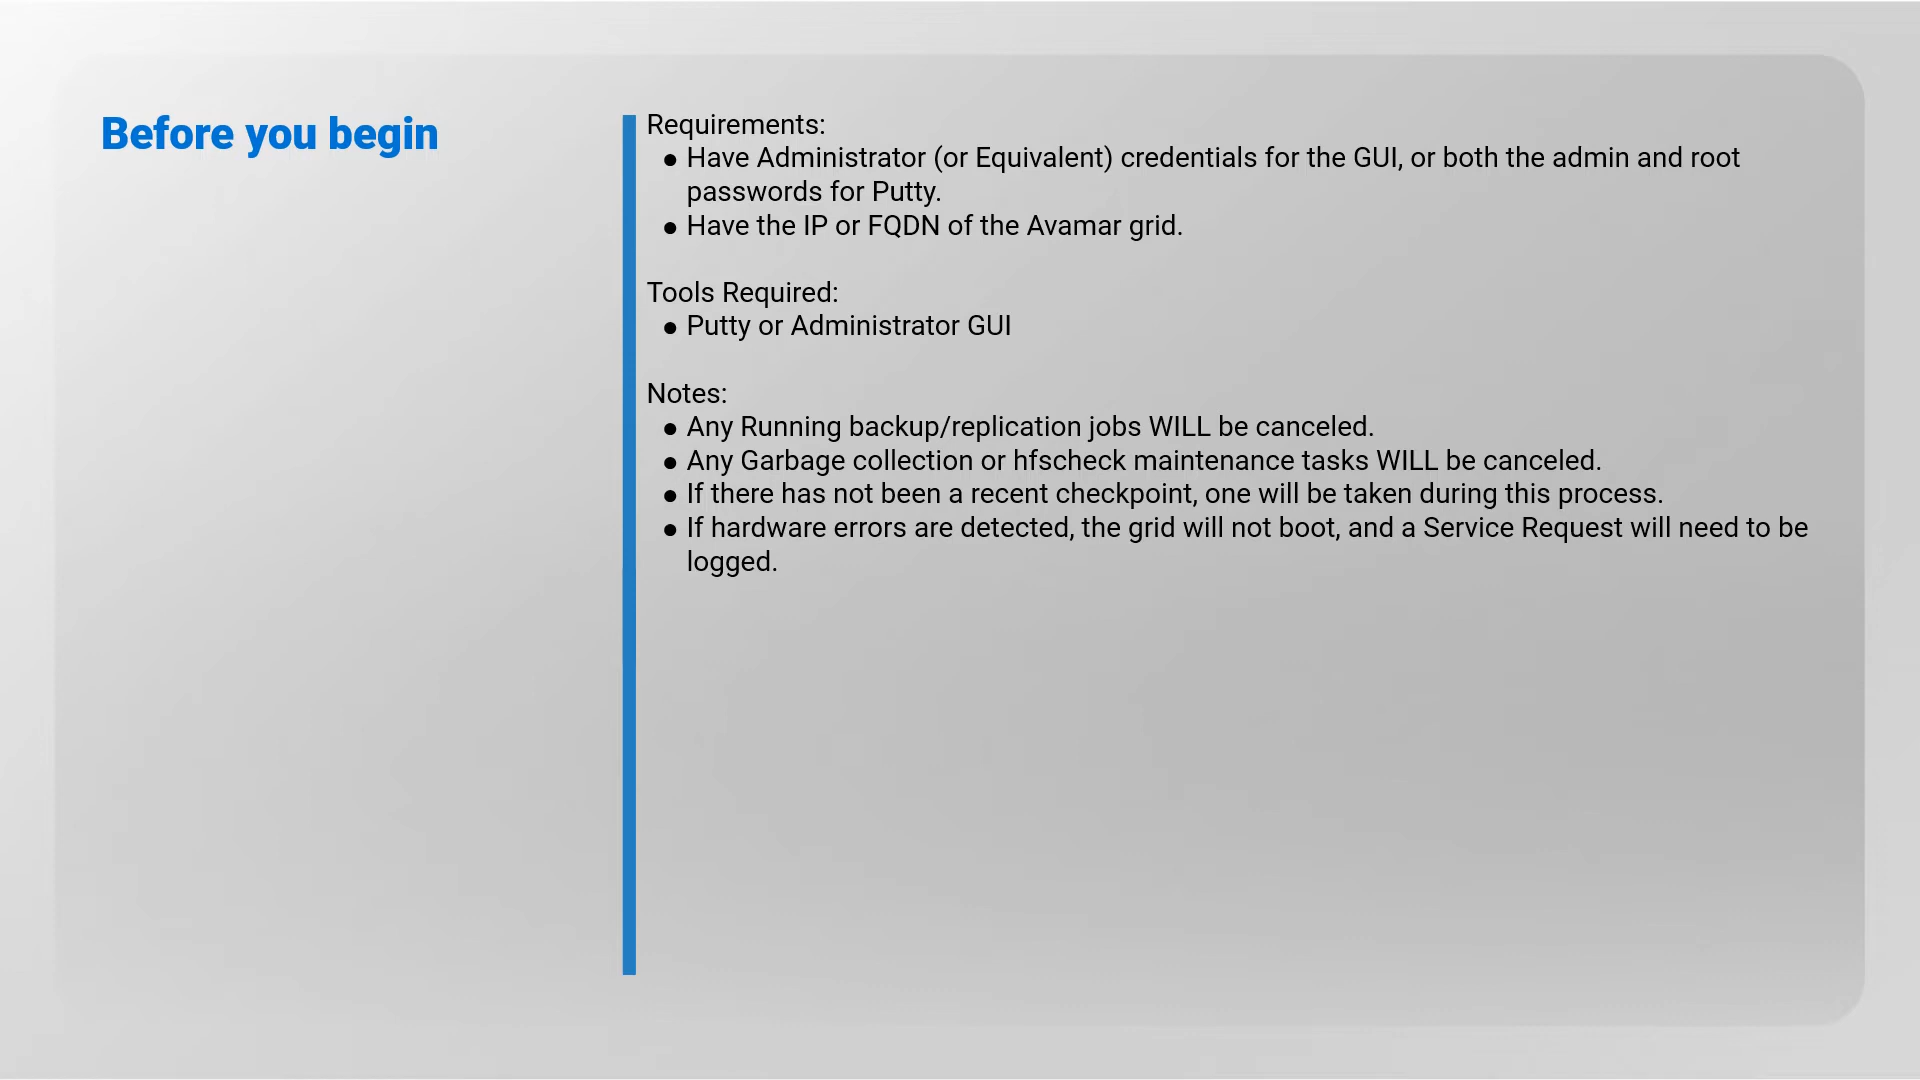 Before you begin
Requirements:
● Have Administrator (or Equivalent) credentials for the GUI, or both the admin and root
passwords for Putty.
● Have the IP or FQDN of the Avamar grid.
Tools Required:
● Putty or Administrator GUI
Notes:
● Any Running backup/replication jobs WILL be canceled.
● Any Garbage collection or hfscheck maintenance tasks WILL be canceled.
● If there has not been a recent checkpoint, one will be taken during this process.
● If hardware errors are detected, the grid will not boot, and a Service Request will need to be
logged.